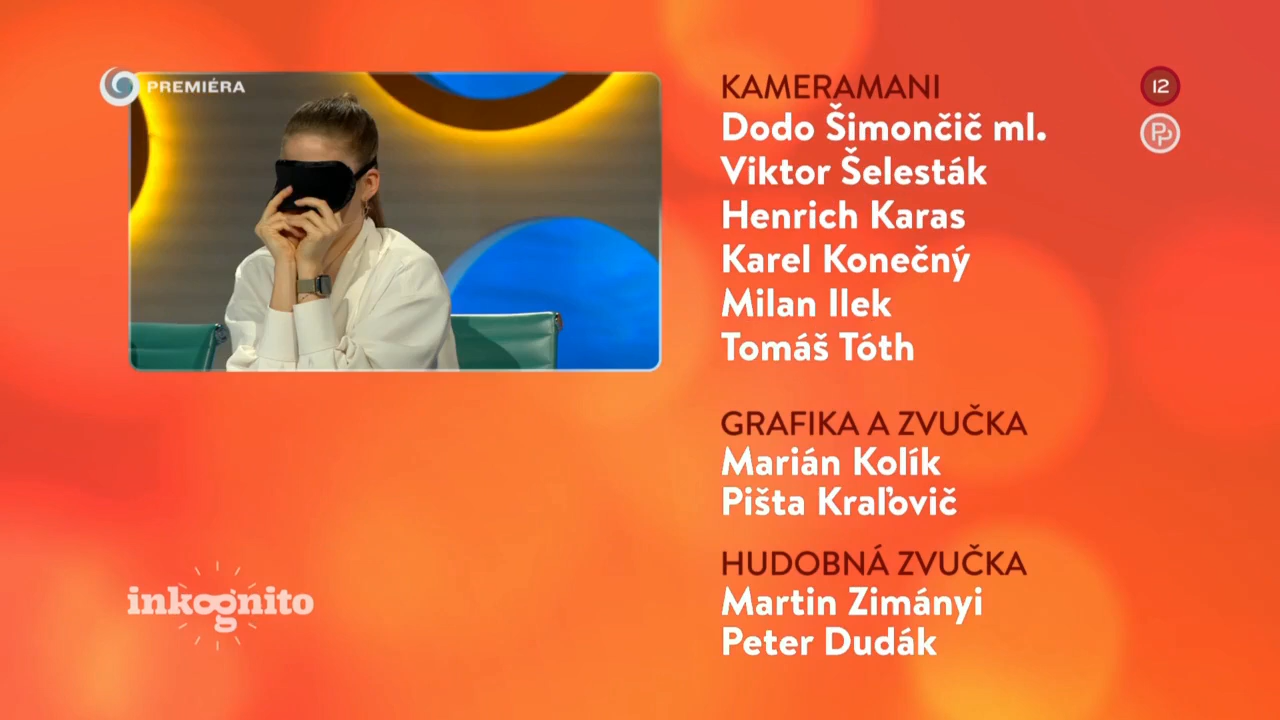 PREMIÉRA
KAMERAMANI
Dodo Šimončič ml.
Viktor Šelesták
Henrich Karas
Karel Konečný
Milan Ilek
Tomáš Tóth
GRAFIKA A ZVUČKA
Marián Kolík
Pišta Kraľovič
HUDOBNÁ ZVUČKA
Martin Zimányi
Peter Dudák
12
PP
inkognito